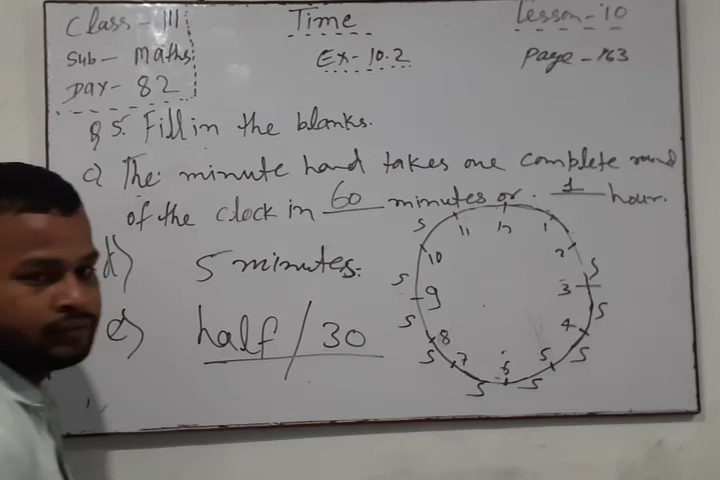 Class - III
Time
Lesson - 10
Sub - Maths
Ex - 10.2
Page - 163
Day - 82
Q 5. Fill in the blanks.
c) The minute hand takes one complete round
of the clock in 60 minutes or 1 hour.
d) 5 minutes.
e) half / 30
12
11 1
5
10 2
5 5
9 3
5 5
8 4
5 5
7 5
6
5 5